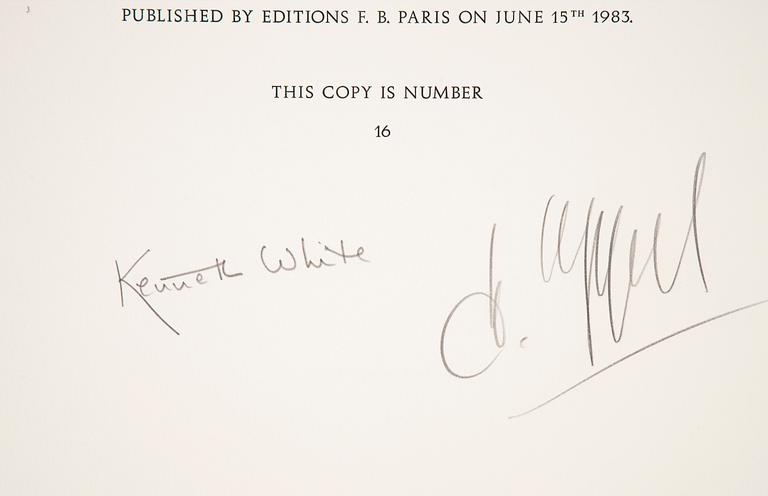 PUBLISHED BY EDITIONS F. B. PARIS ON JUNE 15TH 1983.
THIS COPY IS NUMBER
16
Kenneth White